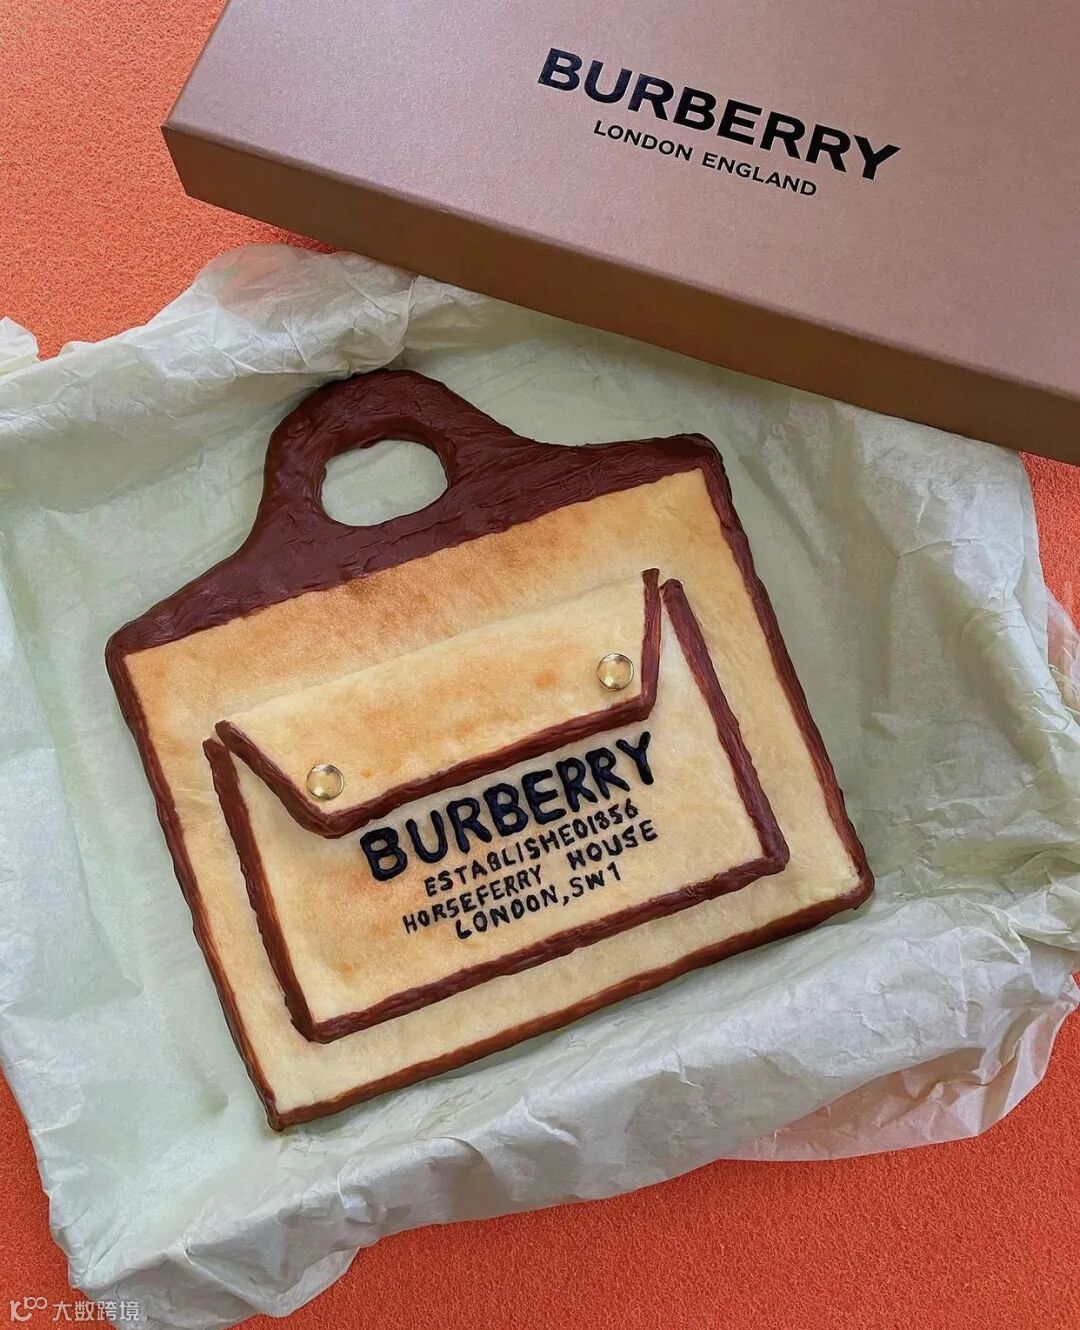 BURBERRY
LONDON ENGLAND
BURBERRY
ESTABLISHED1856
HORSEFERRY HOUSE
LONDON,SW1
大数跨境